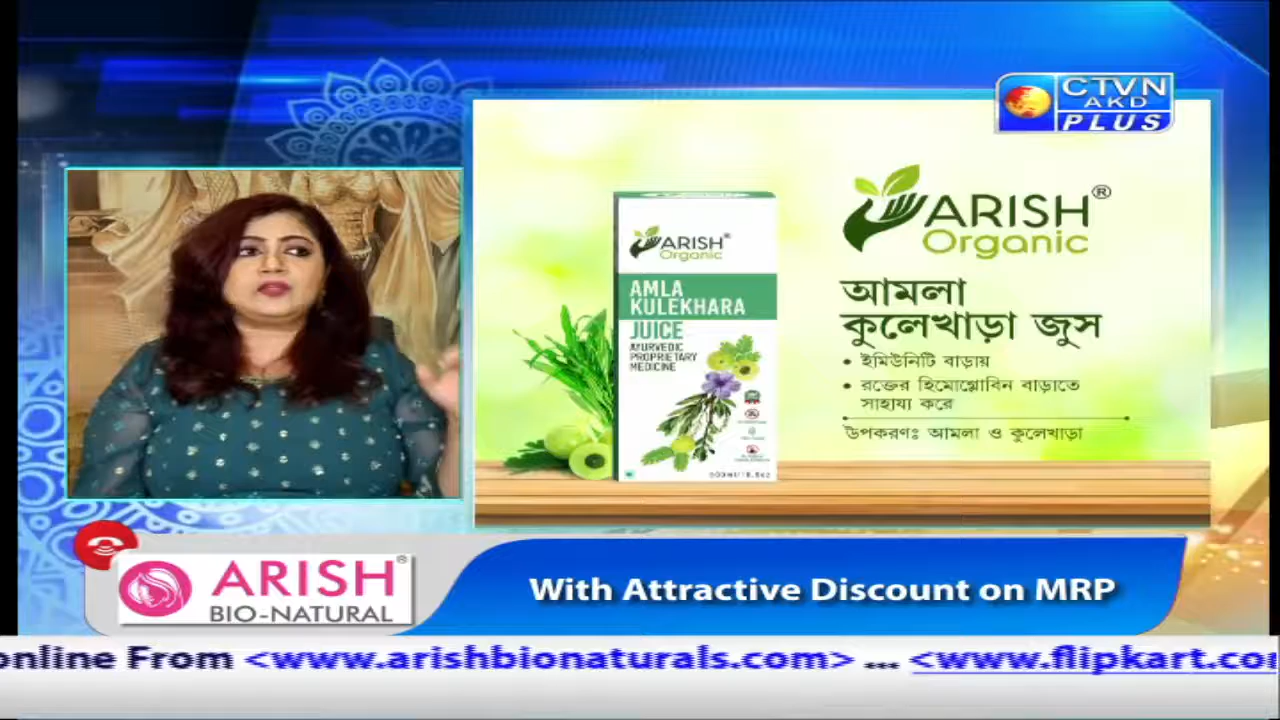 CTVN
AKD
PLUS
ARISH®
Organic
ARISH®
Organic
AMLA
KULEKHARA
JUICE
AYURVEDIC
PROPRIETARY
MEDICINE
আমলা
কুলেখাড়া জুস
• ইমিউনিটি বাড়ায়
• রক্তের হিমোগ্লোবিন বাড়াতে
সাহায্য করে
উপকরণঃ আমলা ও কুলেখাড়া
ARISH®
BIO-NATURAL
With Attractive Discount on MRP
online From <www.arishbionaturals.com> ... <www.flipkart.co